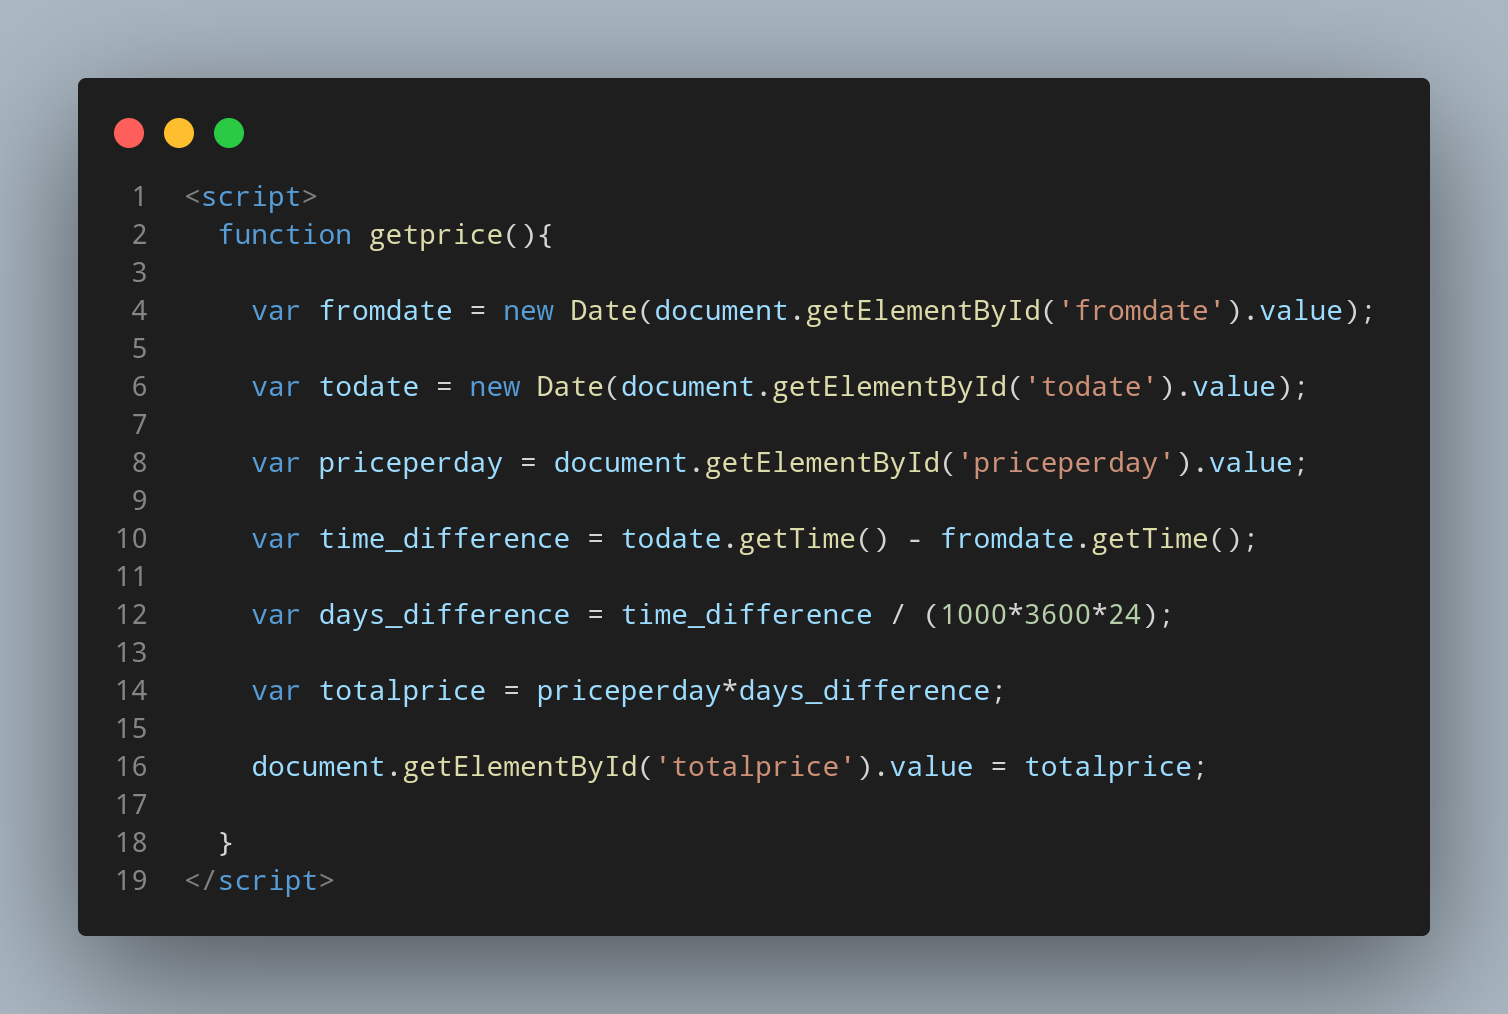 1 <script>
2 function getprice(){
3
4 var fromdate = new Date(document.getElementById('fromdate').value);
5
6 var todate = new Date(document.getElementById('todate').value);
7
8 var priceperday = document.getElementById('priceperday').value;
9
10 var time_difference = todate.getTime() - fromdate.getTime();
11
12 var days_difference = time_difference / (1000*3600*24);
13
14 var totalprice = priceperday*days_difference;
15
16 document.getElementById('totalprice').value = totalprice;
17
18 }
19 </script>